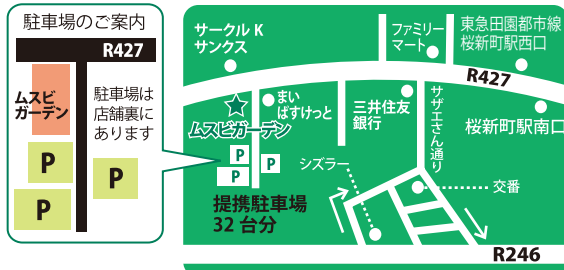 駐車場のご案内
R427
ムスビ
ガーデン
駐車場は
店舗裏に
あります
P
P
P
サークル K
サンクス
ファミリー
マート
東急田園都市線
桜新町駅西口
R427
まい
ばすけっと
ムスビガーデン
三井住友
銀行
サザエさん通り
桜新町駅南口
P
P
P
シズラー
交番
提携駐車場
32 台分
R246